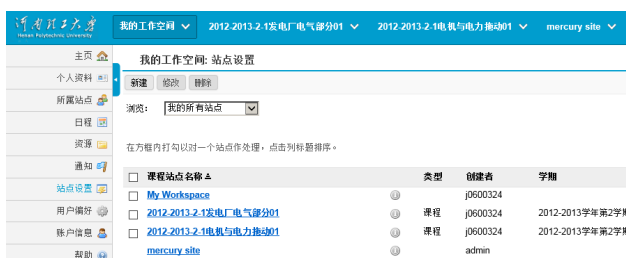 河南理工大学
Henan Polytechnic University
我的工作空间 2012-2013-2-1发电厂电气部分01 2012-2013-2-1电机与电力拖动01 mercury site
主页
个人资料
所属站点
日程
资源
通知
站点设置
用户偏好
账户信息
帮助
我的工作空间: 站点设置
新建 修改 删除
浏览: 我的所有站点
在方框内打勾以对一个站点作处理，点击列标题排序。
课程站点名称 类型 创建者 学期
My Workspace j0600324
2012-2013-2-1发电厂电气部分01 课程 j0600324 2012-2013学年第2学期
2012-2013-2-1电机与电力拖动01 课程 j0600324 2012-2013学年第2学期
mercury site admin